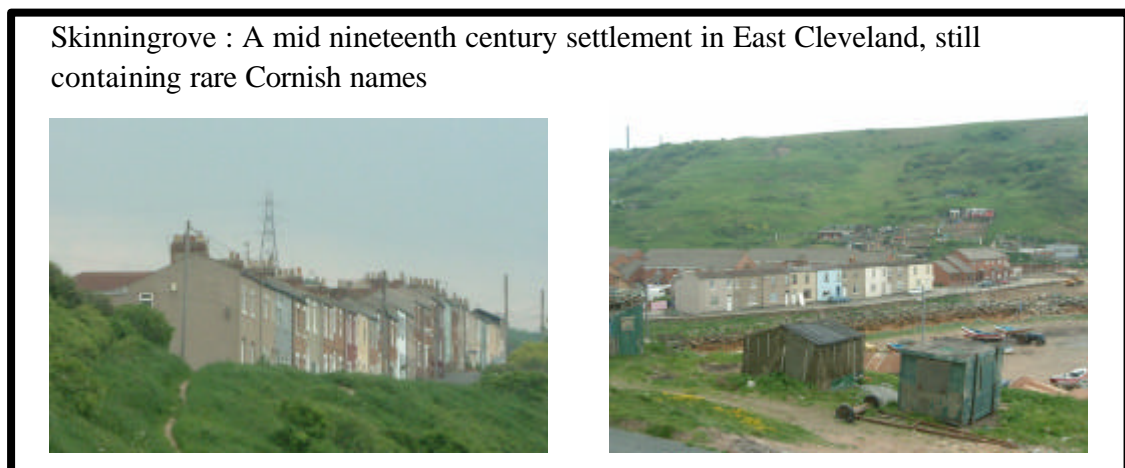 Skinningrove : A mid nineteenth century settlement in East Cleveland, still
containing rare Cornish names